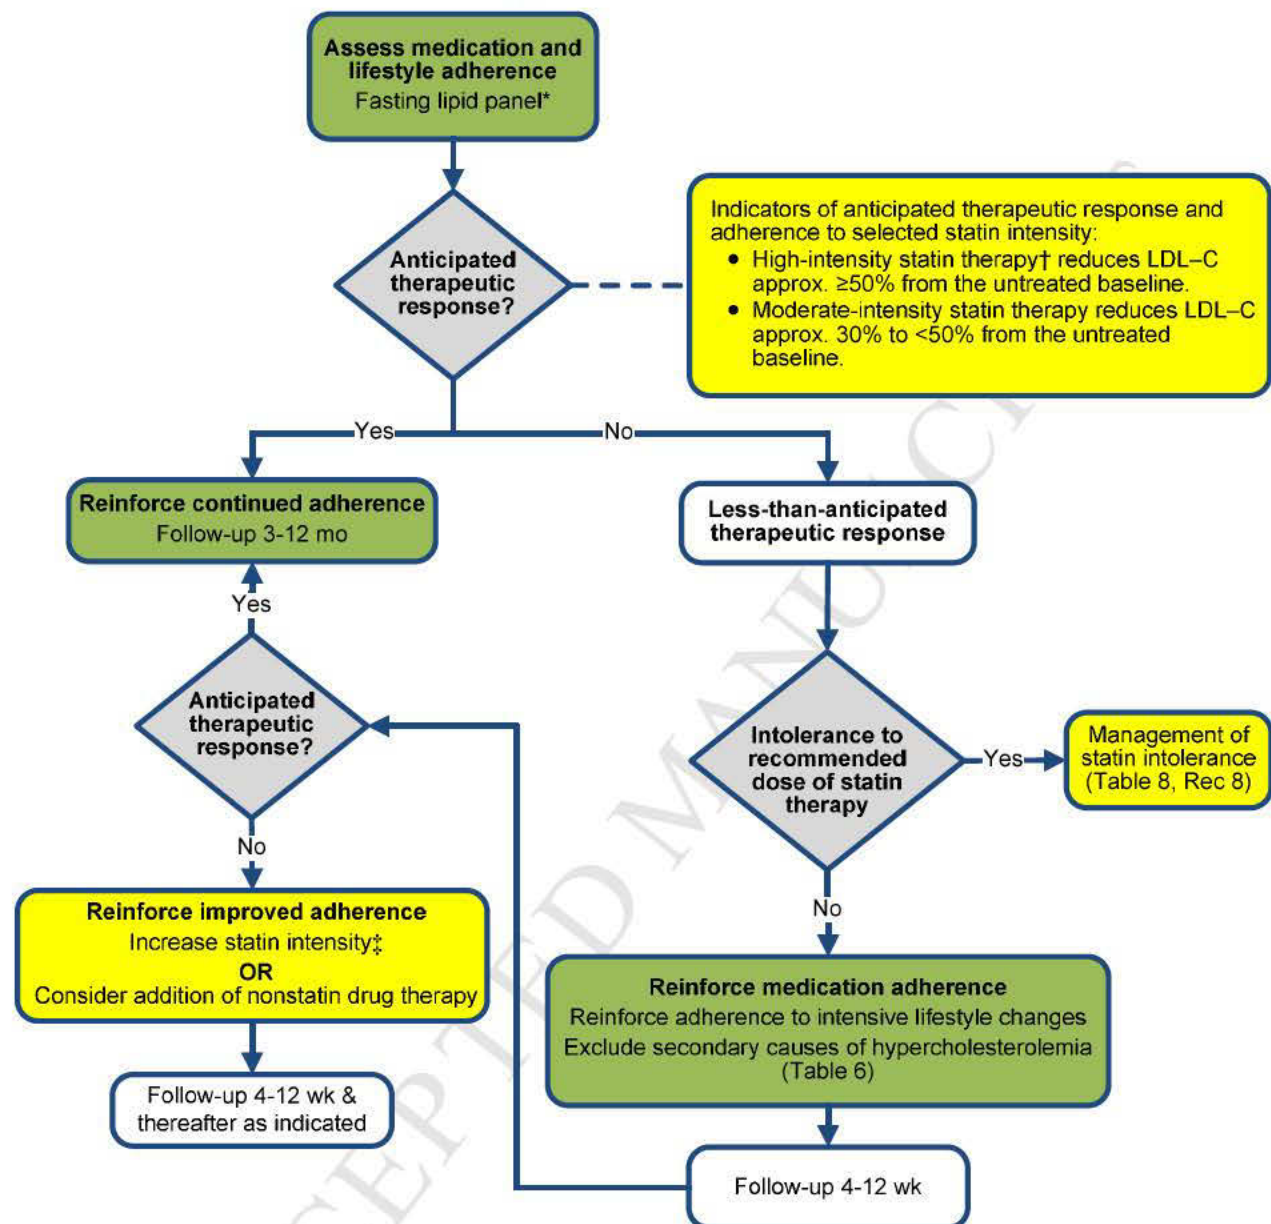 Assess medication and
lifestyle adherence
Fasting lipid panel*
Anticipated
therapeutic
response?
Indicators of anticipated therapeutic response and
adherence to selected statin intensity:
• High-intensity statin therapy† reduces LDL–C
approx. ≥50% from the untreated baseline.
• Moderate-intensity statin therapy reduces LDL–C
approx. 30% to <50% from the untreated
baseline.
Yes
No
Reinforce continued adherence
Follow-up 3-12 mo
Less-than-anticipated
therapeutic response
Yes
Anticipated
therapeutic
response?
Intolerance to
recommended
dose of statin
therapy
Yes
Management of
statin intolerance
(Table 8, Rec 8)
No
Reinforce improved adherence
Increase statin intensity‡
OR
Consider addition of nonstatin drug therapy
No
Reinforce medication adherence
Reinforce adherence to intensive lifestyle changes
Exclude secondary causes of hypercholesterolemia
(Table 6)
Follow-up 4-12 wk &
thereafter as indicated
Follow-up 4-12 wk